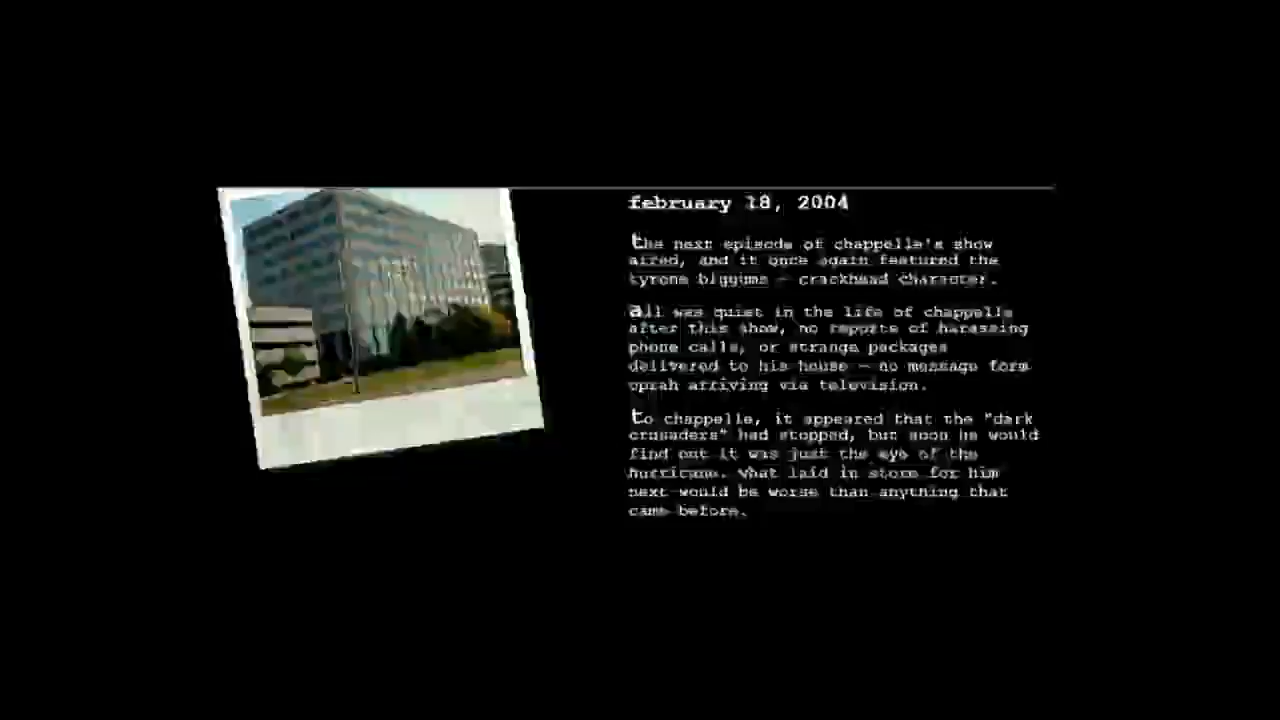 february 18, 2004
the next episode of chappelle's show
aired, and it once again featured the
tyrone biggums - crackhead character.
all was quiet in the life of chappelle
after this show, no reports of harassing
phone calls, or strange packages
delivered to his house - no message form
oprah arriving via television.
to chappelle, it appeared that the "dark
crusaders" had stopped, but soon he would
find out it was just the eye of the
hurricane. what laid in store for him
next would be worse than anything that
came before.